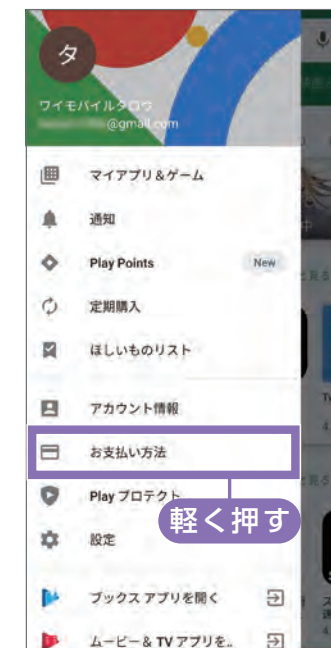 タ
ワイモバイルタロウ
@gmail.com
マイアプリ&ゲーム
通知
Play Points
New
定期購入
ほしいものリスト
アカウント情報
お支払い方法
Play プロテクト
軽く押す
設定
ブックス アプリを開く
ムービー& TV アプリを..